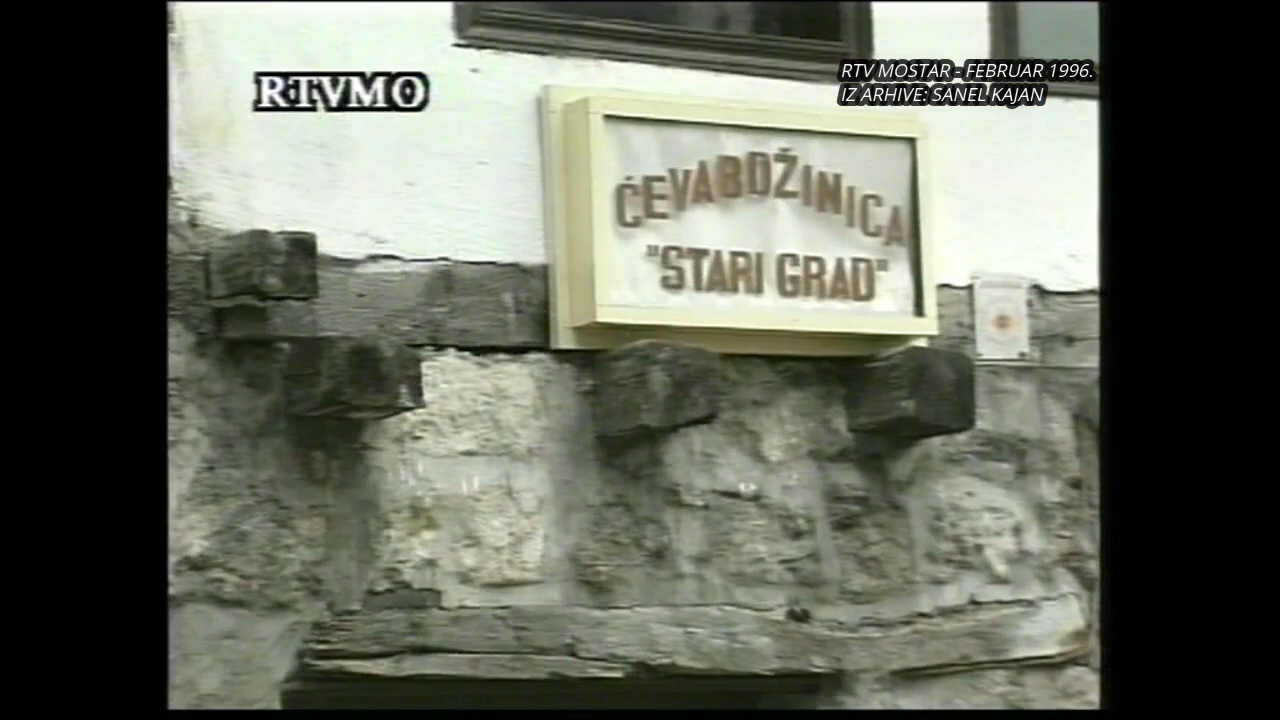 RTVMO
RTV MOSTAR - FEBRUAR 1996.
IZ ARHIVE: SANEL KAJAN
ĆEVABDŽINICA
"STARI GRAD"